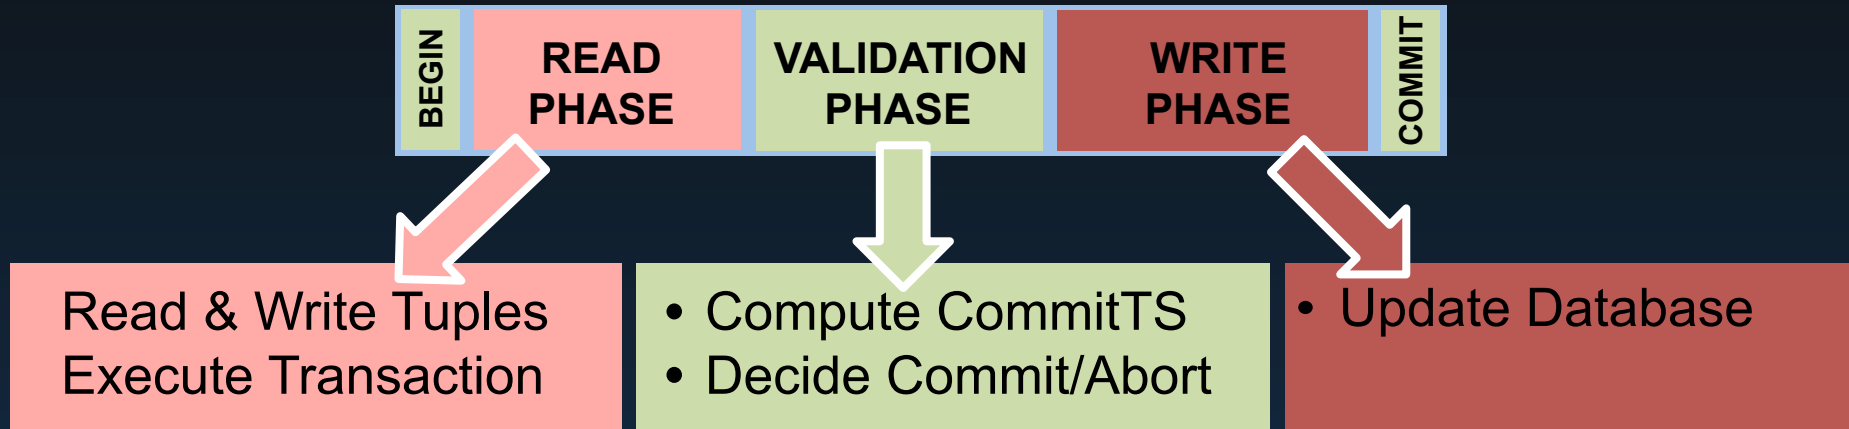 BEGIN
READ
PHASE
VALIDATION
PHASE
WRITE
PHASE
COMMIT
Read & Write Tuples
Execute Transaction
• Compute CommitTS
• Decide Commit/Abort
• Update Database